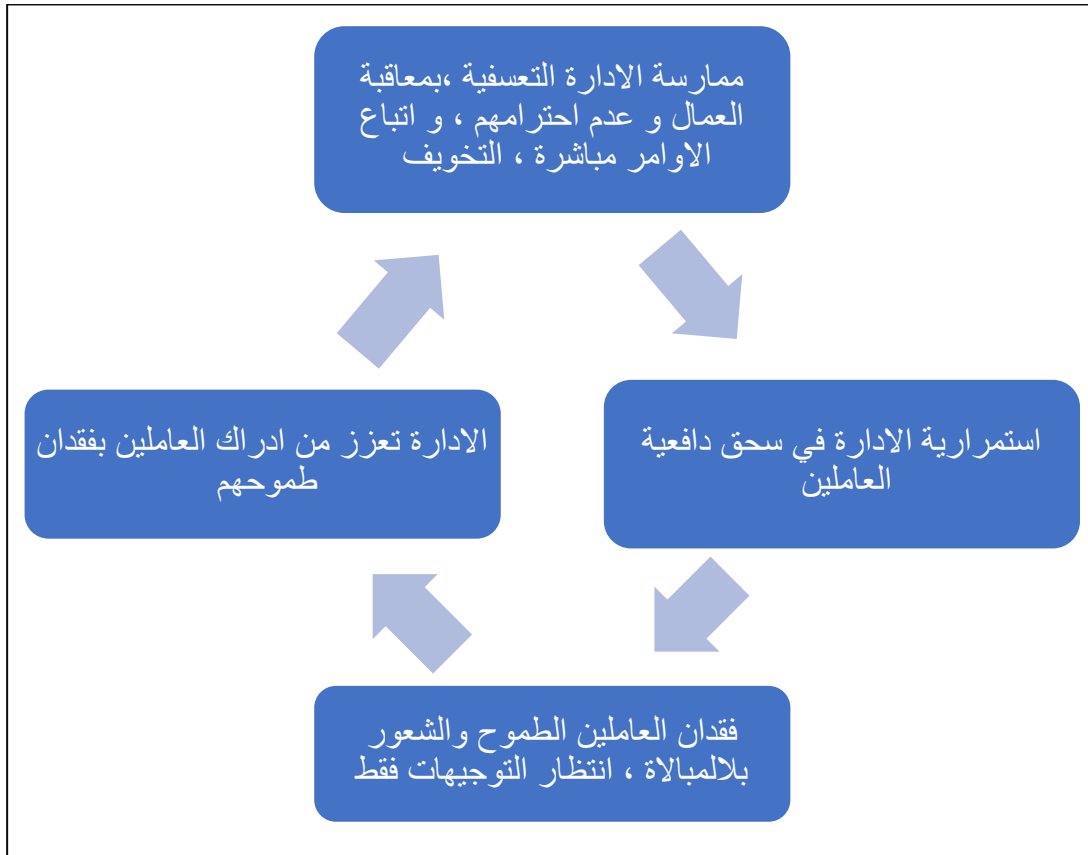 ممارسة الادارة التعسفية ،بمعاقبة
العمال و عدم احترامهم ، و اتباع
الاوامر مباشرة ، التخويف
استمرارية الادارة في سحق دافعية
العاملين
فقدان العاملين الطموح والشعور
بلالمبالاة ، انتظار التوجيهات فقط
الادارة تعزز من ادراك العاملين بفقدان
طموحهم